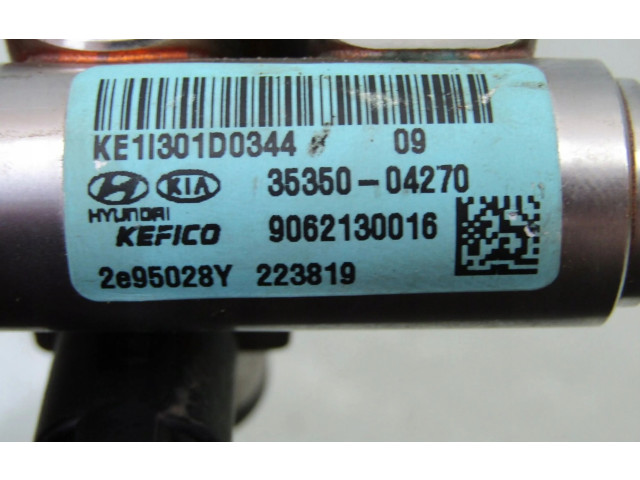 KE1I301D0344 09
HYUNDAI KIA 35350-04270
KEFICO 9062130016
2e95028Y 223819